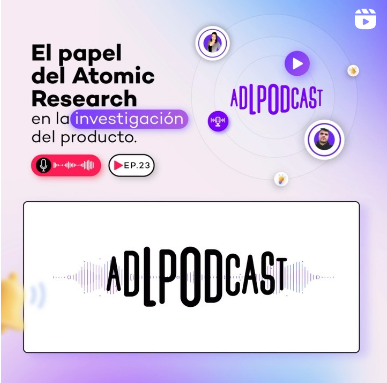 El papel
del Atomic
Research
en la investigación
del producto.
EP.23
ADLPODCAST
ADLPODCAST